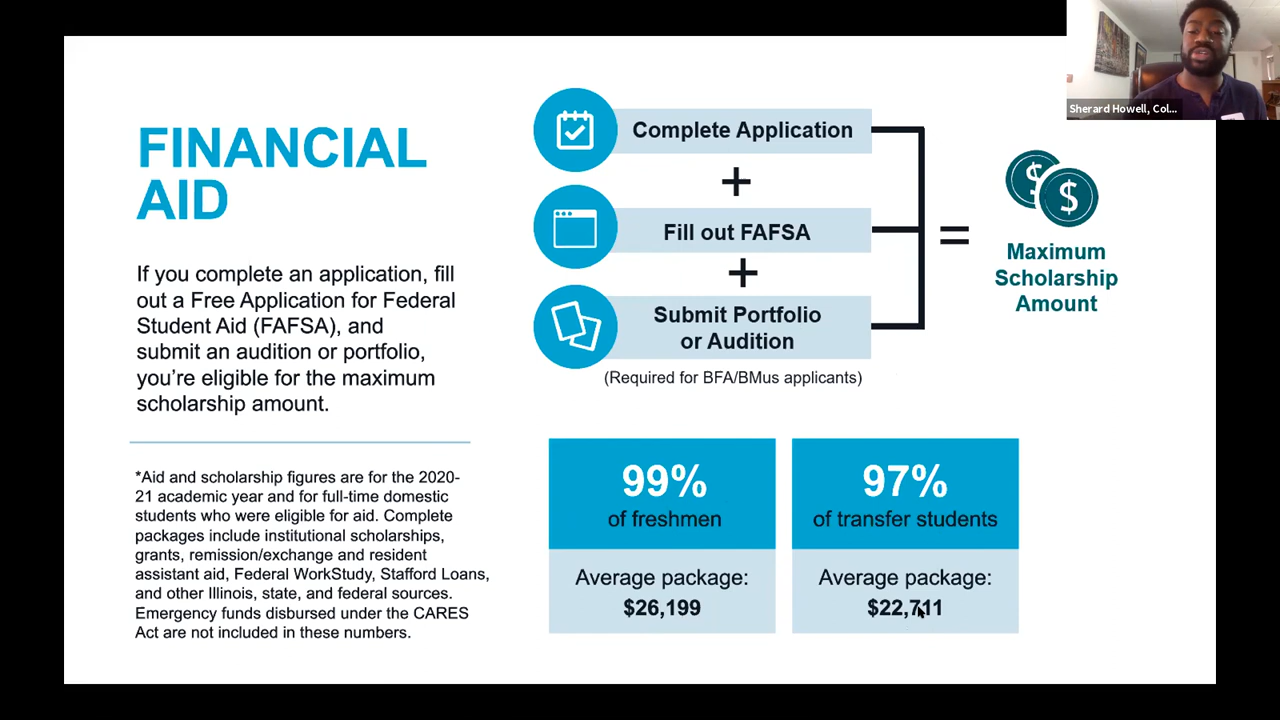 Sherard Howell, Col...
FINANCIAL
AID
If you complete an application, fill
out a Free Application for Federal
Student Aid (FAFSA), and
submit an audition or portfolio,
you’re eligible for the maximum
scholarship amount.
*Aid and scholarship figures are for the 2020-
21 academic year and for full-time domestic
students who were eligible for aid. Complete
packages include institutional scholarships,
grants, remission/exchange and resident
assistant aid, Federal WorkStudy, Stafford Loans,
and other Illinois, state, and federal sources.
Emergency funds disbursed under the CARES
Act are not included in these numbers.
Complete Application
+
Fill out FAFSA
+
Submit Portfolio
or Audition
(Required for BFA/BMus applicants)
=
$ $
Maximum
Scholarship
Amount
99%
of freshmen
Average package:
$26,199
97%
of transfer students
Average package:
$22,711